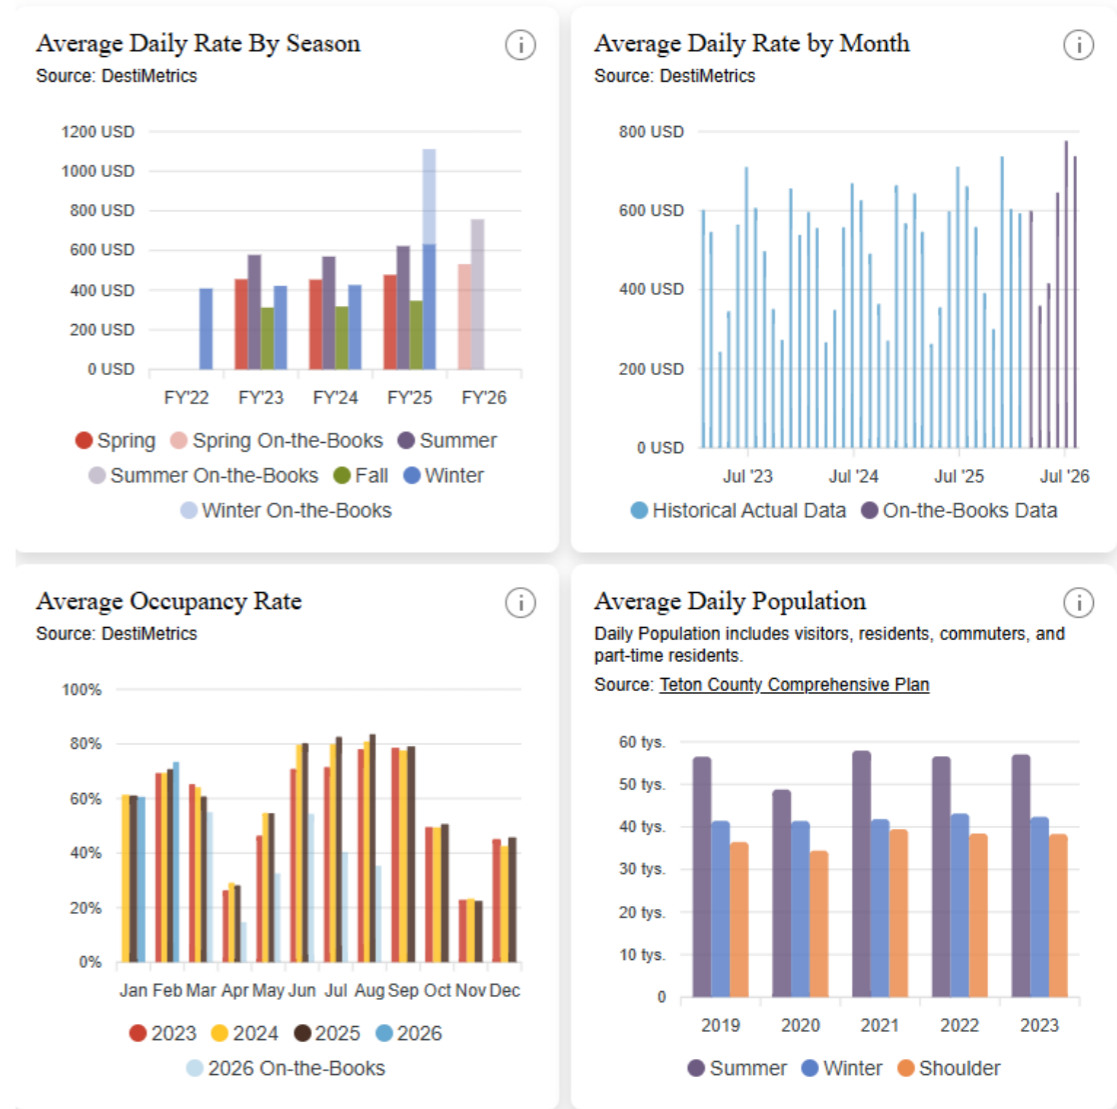 Average Daily Rate By Season
Source: DestiMetrics
1200 USD
1000 USD
800 USD
600 USD
400 USD
200 USD
0 USD
FY'22 FY'23 FY'24 FY'25 FY'26
Spring Spring On-the-Books Summer
Summer On-the-Books Fall Winter
Winter On-the-Books
Average Daily Rate by Month
Source: DestiMetrics
800 USD
600 USD
400 USD
200 USD
0 USD
Jul '23 Jul '24 Jul '25 Jul '26
Historical Actual Data On-the-Books Data
Average Occupancy Rate
Source: DestiMetrics
100%
80%
60%
40%
20%
0%
Jan Feb Mar Apr May Jun Jul Aug Sep Oct Nov Dec
2023 2024 2025 2026
2026 On-the-Books
Average Daily Population
Daily Population includes visitors, residents, commuters, and
part-time residents.
Source: Teton County Comprehensive Plan
60 tys.
50 tys.
40 tys.
30 tys.
20 tys.
10 tys.
0
2019 2020 2021 2022 2023
Summer Winter Shoulder